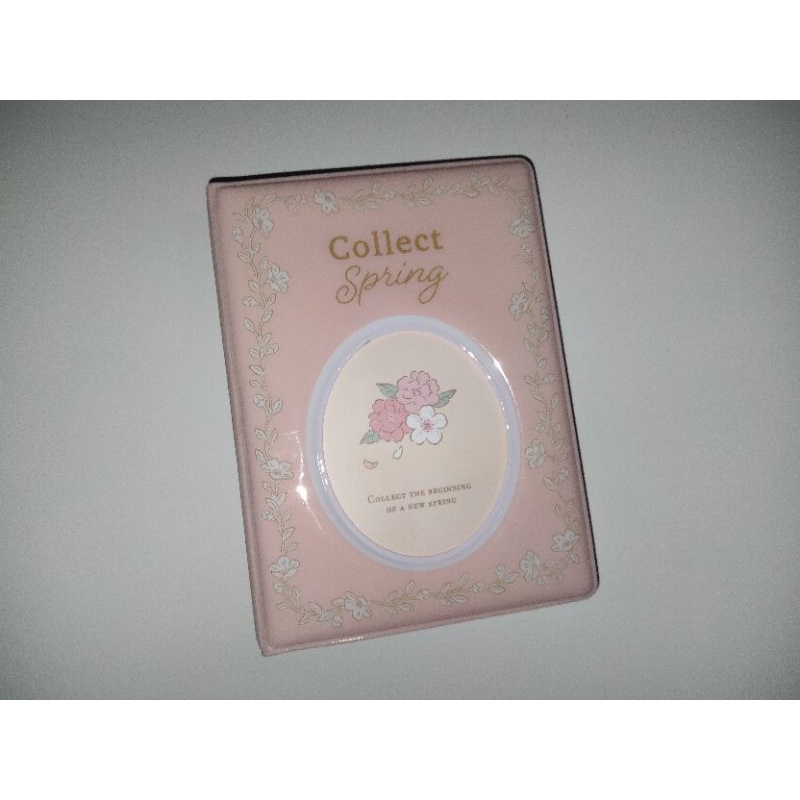 Collect
Spring
COLLECT THE BEGINNING
OF A NEW SPRING